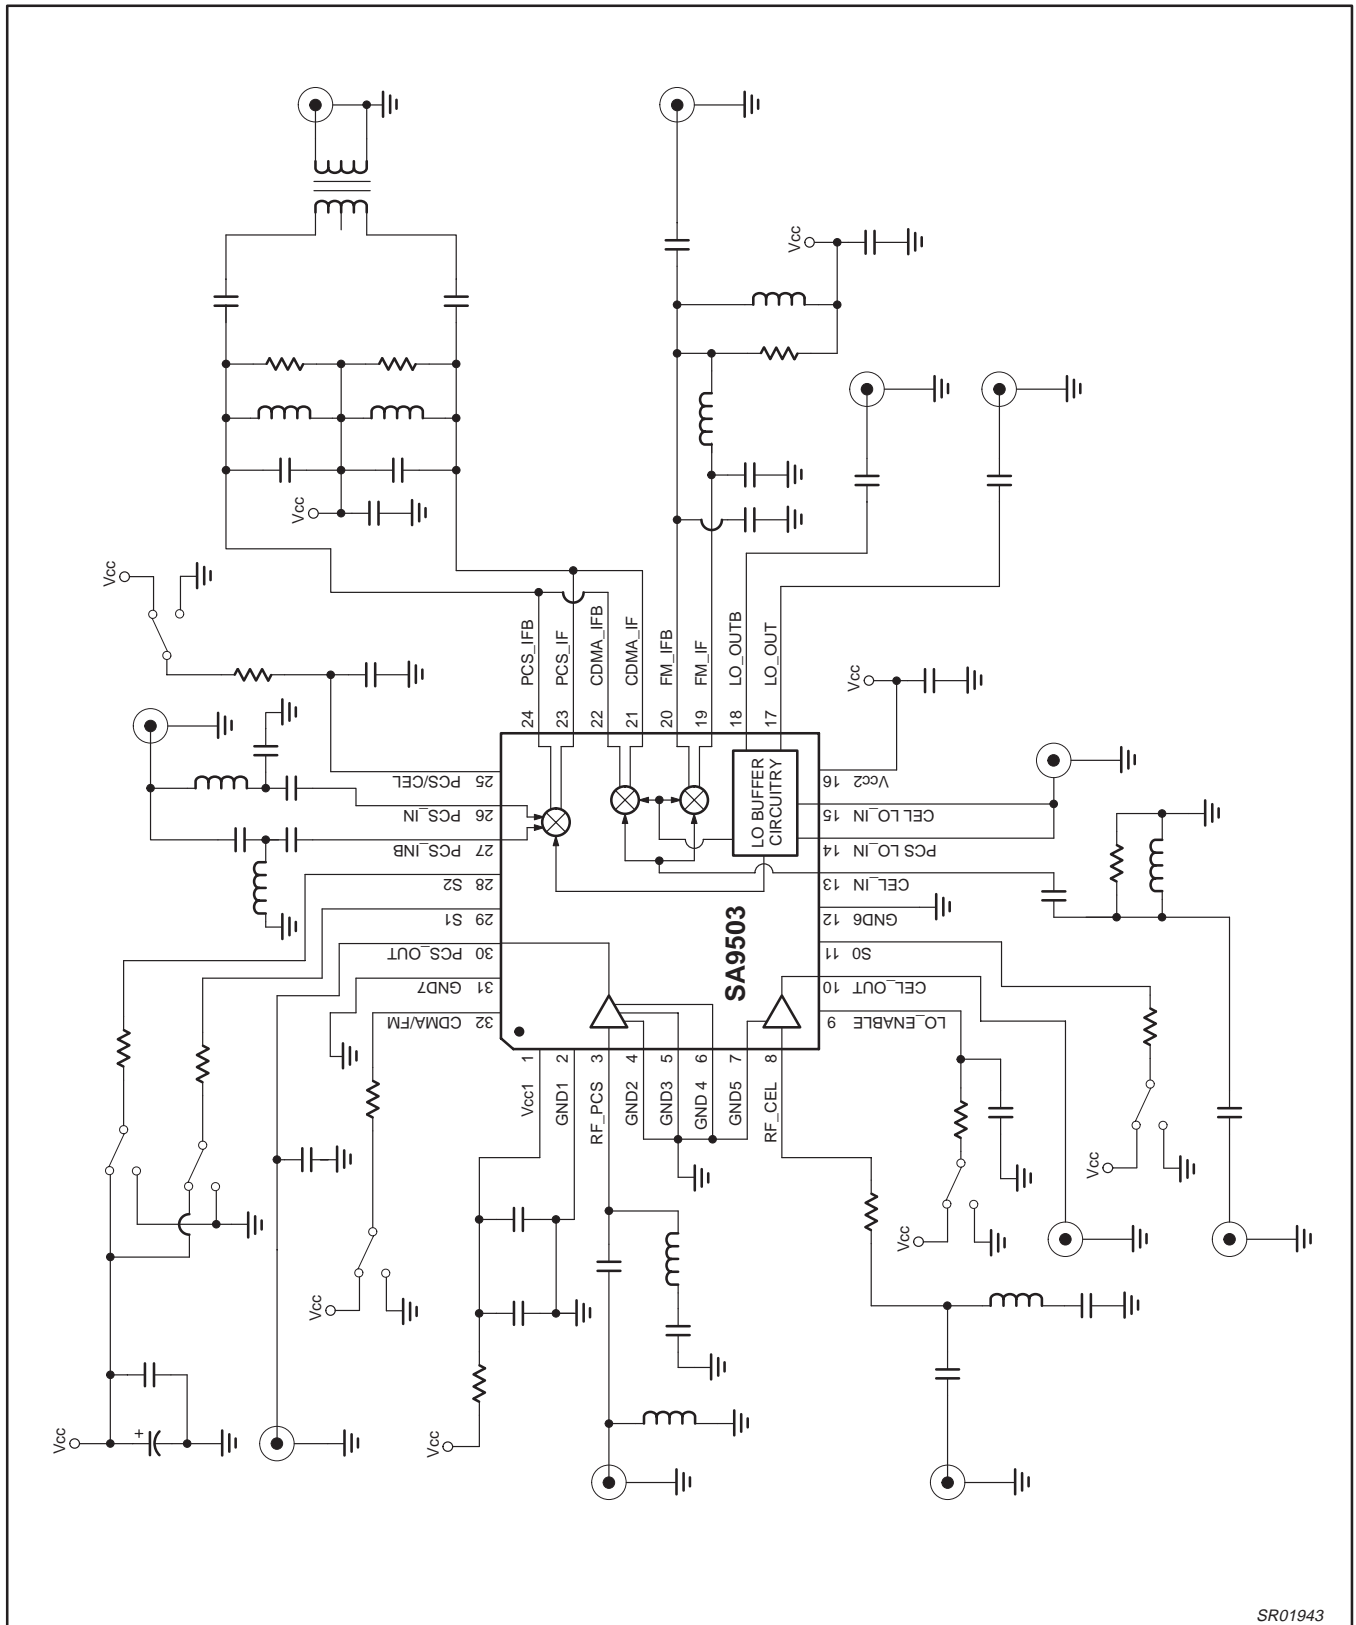 Vcc
Vcc
Vcc
PCS_IFB
PCS_IF
CDMA_IFB
CDMA_IF
FM_IFB
FM_IF
LO_OUTB
LO_OUT
Vcc
24
23
22
21
20
19
18
17
25 PCS/CEL
26 PCS_IN
27 PCS_INB
28 S2
29 S1
30 PCS_OUT
31 GND7
32 CDMA/FM
LO BUFFER
CIRCUITRY
SA9503
16 Vcc2
15 CEL LO_IN
14 PCS LO_IN
13 CEL_IN
12 GND6
11 S0
10 CEL_OUT
9 LO_ENABLE
1
2
3
4
5
6
7
8
Vcc1
GND1
RF_PCS
GND2
GND3
GND 4
GND5
RF_CEL
Vcc
Vcc
Vcc
Vcc
+
Vcc
SR01943